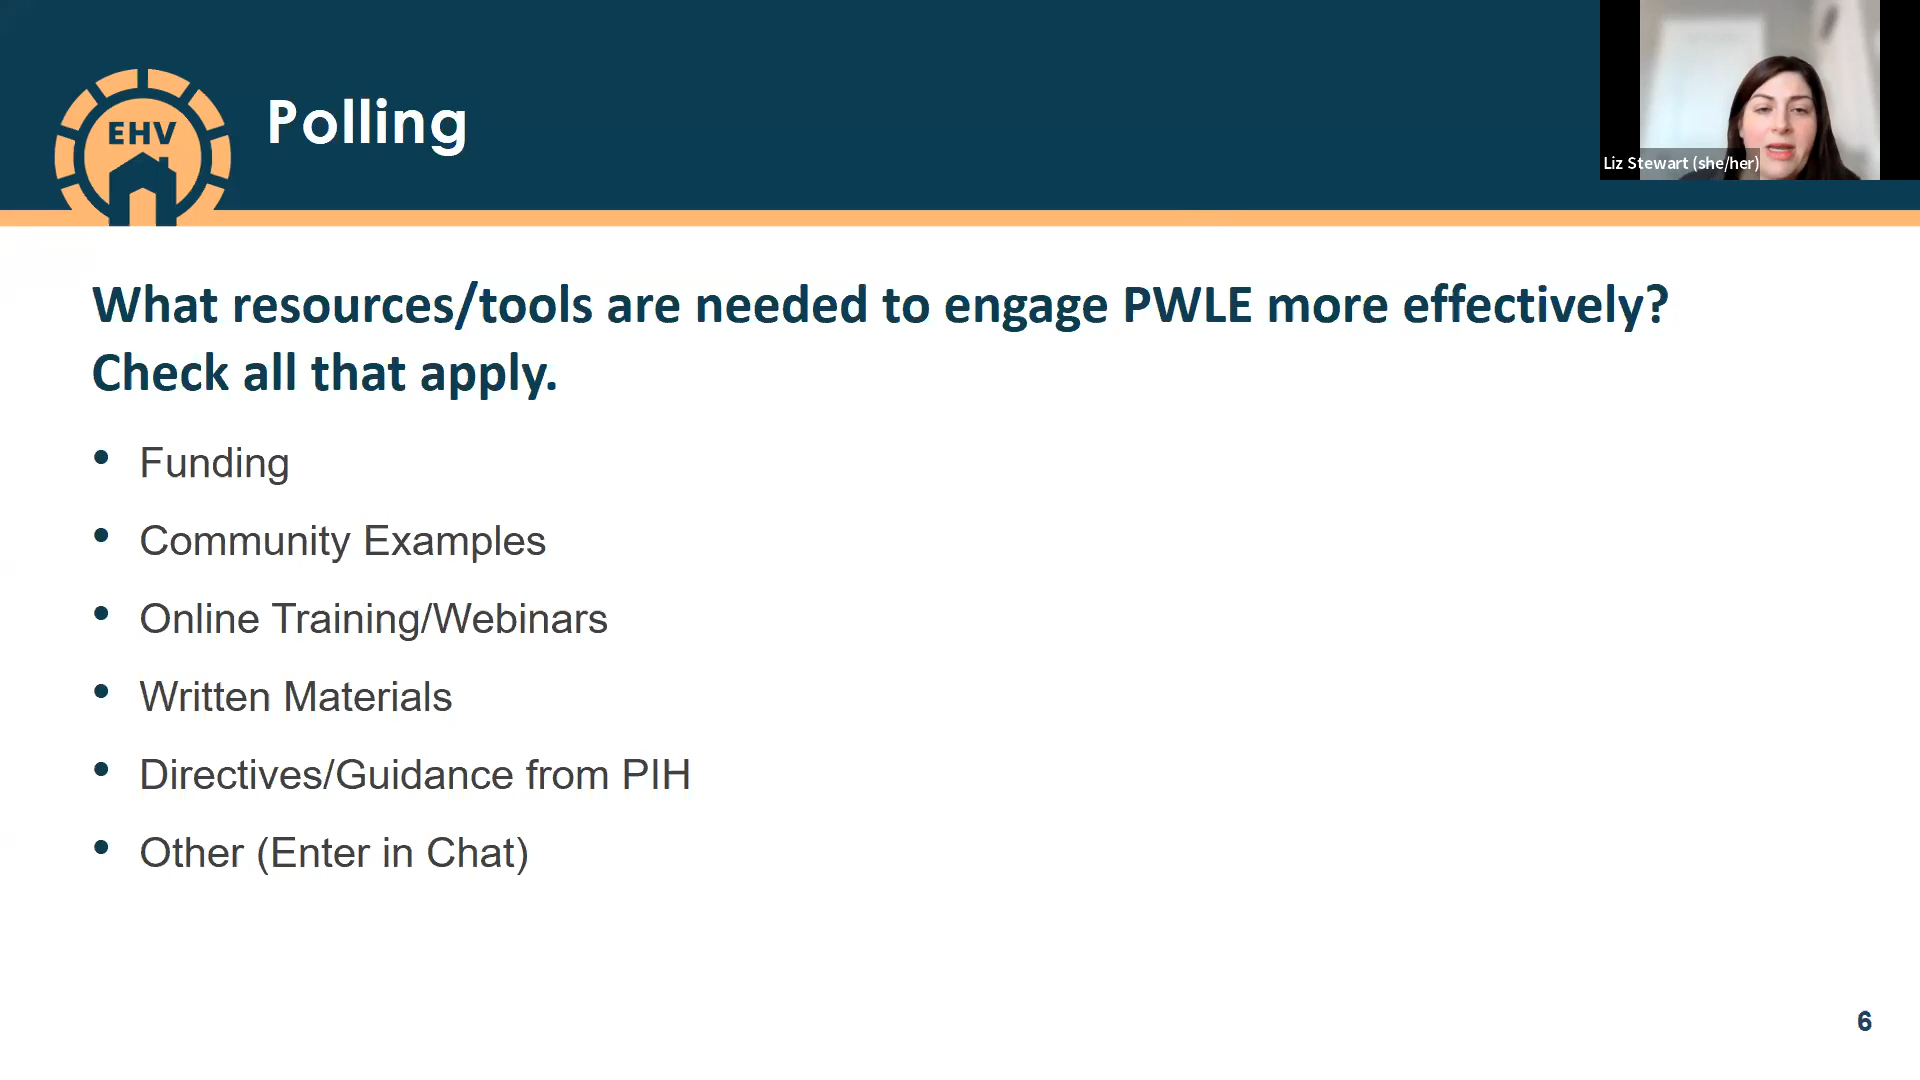 EHV
Polling
Liz Stewart (she/her)
What resources/tools are needed to engage PWLE more effectively?
Check all that apply.
• Funding
• Community Examples
• Online Training/Webinars
• Written Materials
• Directives/Guidance from PIH
• Other (Enter in Chat)
6